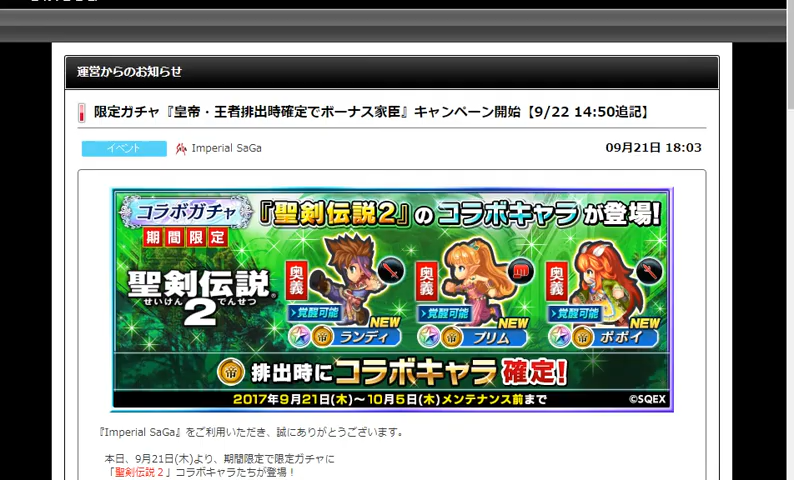 運営からのお知らせ
限定ガチャ『皇帝・王者排出時確定でボーナス家臣』キャンペーン開始【9/22 14:50追記】
イベント Imperial SaGa 09月21日 18:03
コラボガチャ 『聖剣伝説2』のコラボキャラが登場!
期間限定
聖剣伝説2
せいけんでんせつ
奥義 奥義 奥義
>覚醒可能 >覚醒可能 >覚醒可能
NEW NEW NEW
帝 ランディ 帝 プリム 帝 ポポイ
帝 排出時にコラボキャラ確定!
2017年9月21日(木)～10月5日(木)メンテナンス前まで ©SQEX
『Imperial SaGa』をご利用いただき、誠にありがとうございます。
本日、9月21日(木)より、期間限定で限定ガチャに
「聖剣伝説２」コラボキャラたちが登場！